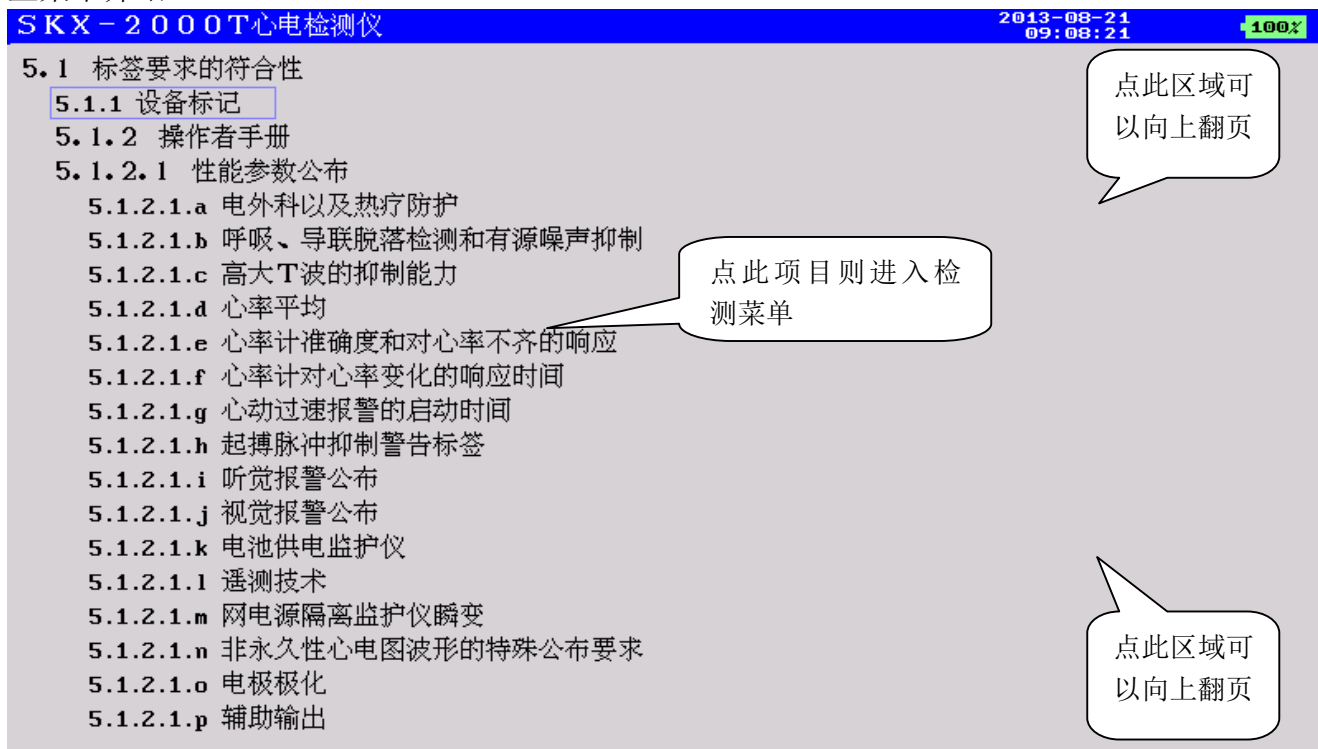 SKX-2000T心电检测仪
2013-08-21
09:08:21
100%
5.1 标签要求的符合性
5.1.1 设备标记
5.1.2 操作者手册
5.1.2.1 性能参数公布
5.1.2.1.a 电外科以及热疗防护
5.1.2.1.b 呼吸、导联脱落检测和有源噪声抑制
5.1.2.1.c 高大T波的抑制能力
5.1.2.1.d 心率平均
5.1.2.1.e 心率计准确度和对心率不齐的响应
5.1.2.1.f 心率计对心率变化的响应时间
5.1.2.1.g 心动过速报警的启动时间
5.1.2.1.h 起搏脉冲抑制警告标签
5.1.2.1.i 听觉报警公布
5.1.2.1.j 视觉报警公布
5.1.2.1.k 电池供电监护仪
5.1.2.1.l 遥测技术
5.1.2.1.m 网电源隔离监护仪瞬变
5.1.2.1.n 非永久性心电图波形的特殊公布要求
5.1.2.1.o 电极极化
5.1.2.1.p 辅助输出
点此区域可
以向上翻页
点此项目则进入检
测菜单
点此区域可
以向上翻页